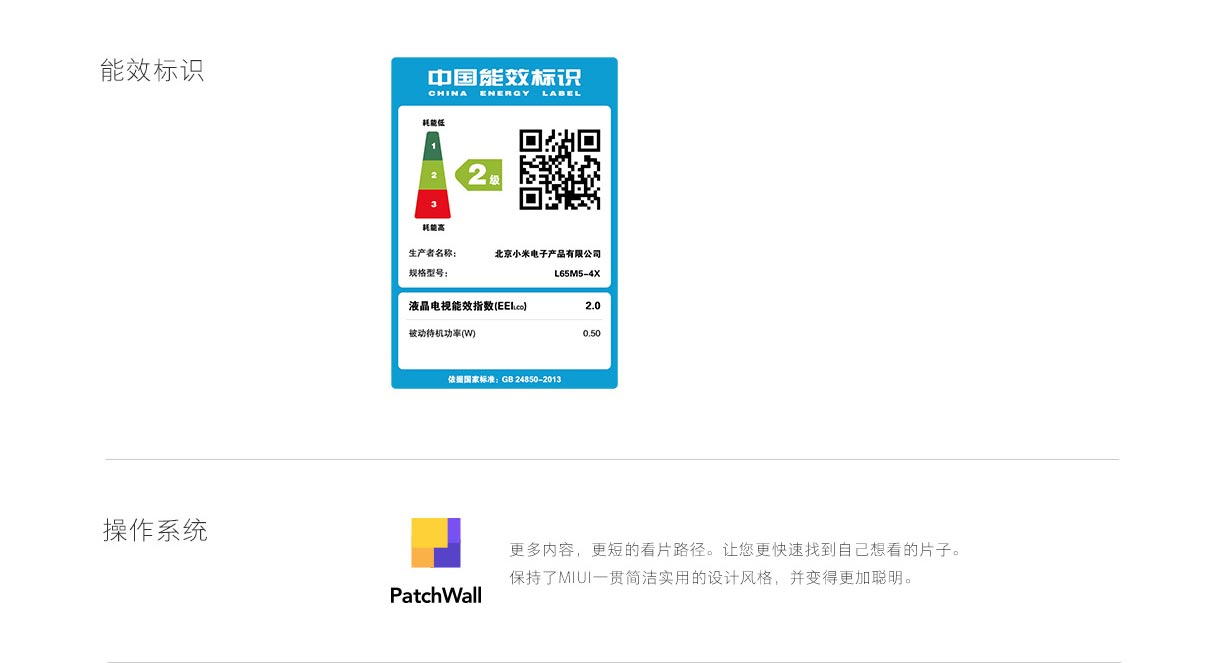 能效标识
中国能效标识
CHINA ENERGY LABEL
耗能低
1
2
3
2级
耗能高
生产者名称： 北京小米电子产品有限公司
规格型号： L65M5-4X
液晶电视能效指数(EEILCD) 2.0
被动待机功率(W) 0.50
依据国家标准：GB 24850-2013
操作系统
PatchWall
更多内容，更短的看片路径。让您更快速找到自己想看的片子。
保持了MIUI一贯简洁实用的设计风格，并变得更加聪明。